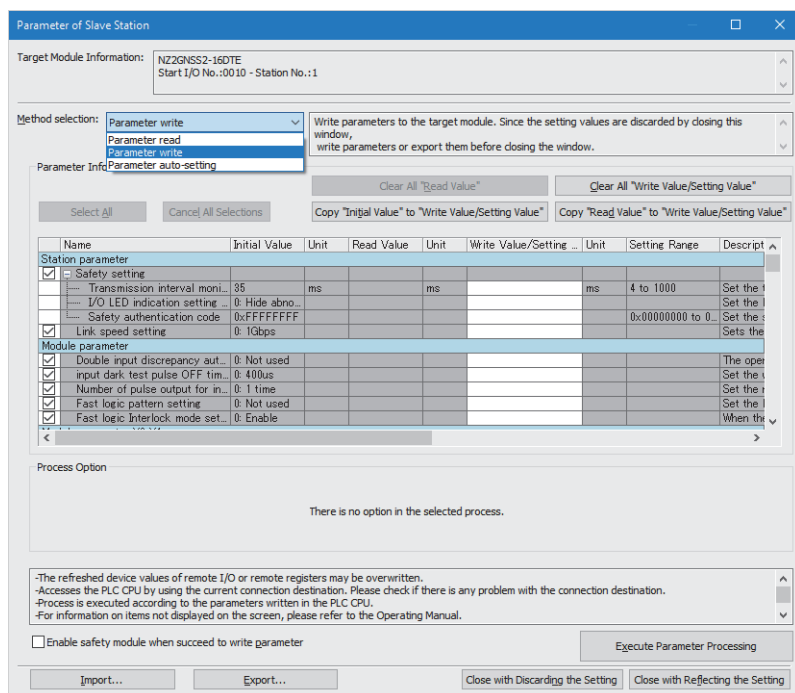 Parameter of Slave Station
Target Module Information:
NZ2GNSS2-16DTE
Start I/O No.:0010 - Station No.:1
Method selection:
Parameter write
Parameter read
Parameter write
Parameter auto-setting
Write parameters to the target module. Since the setting values are discarded by closing this
window,
write parameters or export them before closing the window.
Parameter Info
Clear All "Read Value"
Clear All "Write Value/Setting Value"
Select All
Cancel All Selections
Copy "Initial Value" to "Write Value/Setting Value"
Copy "Read Value" to "Write Value/Setting Value"
Name Initial Value Unit Read Value Unit Write Value/Setting ... Unit Setting Range Descript
Station parameter
Safety setting
Transmission interval moni... 35 ms ms ms 4 to 1000 Set the t
I/O LED indication setting ... 0: Hide abno... Set the
Safety authentication code 0xFFFFFFFF 0x00000000 to 0... Set the s
Link speed setting 0: 1Gbps Sets the
Module parameter
Double input discrepancy aut... 0: Not used The oper
input dark test pulse OFF tim... 0: 400us Set the
Number of pulse output for in... 0: 1 time Set the
Fast logic pattern setting 0: Not used Set the
Fast logic Interlock mode set... 0: Enable When the
Process Option
There is no option in the selected process.
-The refreshed device values of remote I/O or remote registers may be overwritten.
-Accesses the PLC CPU by using the current connection destination. Please check if there is any problem with the connection destination.
-Process is executed according to the parameters written in the PLC CPU.
-For information on items not displayed on the screen, please refer to the Operating Manual.
Enable safety module when succeed to write parameter
Execute Parameter Processing
Import...
Export...
Close with Discarding the Setting
Close with Reflecting the Setting